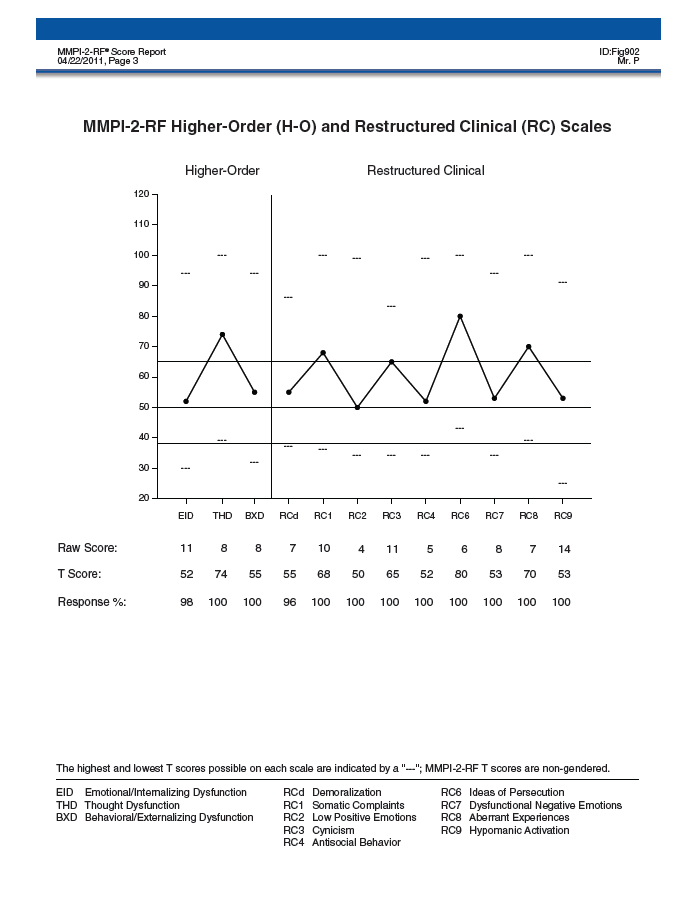 MMPI-2-RF® Score Report ID:Fig902
04/22/2011, Page 3 Mr. P
MMPI-2-RF Higher-Order (H-O) and Restructured Clinical (RC) Scales
Higher-Order Restructured Clinical
120
110
100
90
80
70
60
50
40
30
20
EID THD BXD RCd RC1 RC2 RC3 RC4 RC6 RC7 RC8 RC9
Raw Score: 11 8 8 7 10 4 11 5 6 8 7 14
T Score: 52 74 55 55 68 50 65 52 80 53 70 53
Response %: 98 100 100 96 100 100 100 100 100 100 100 100
The highest and lowest T scores possible on each scale are indicated by a "---"; MMPI-2-RF T scores are non-gendered.
EID Emotional/Internalizing Dysfunction RCd Demoralization RC6 Ideas of Persecution
THD Thought Dysfunction RC1 Somatic Complaints RC7 Dysfunctional Negative Emotions
BXD Behavioral/Externalizing Dysfunction RC2 Low Positive Emotions RC8 Aberrant Experiences
RC3 Cynicism RC9 Hypomanic Activation
RC4 Antisocial Behavior